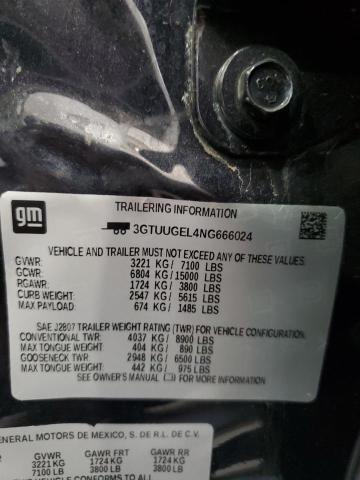 TRAILERING INFORMATION
gm
3GTUUGEL4NG666024
VEHICLE AND TRAILER MUST NOT EXCEED ANY OF THESE LIMITS:
GVWR: 3221 KG/ 7100 LBS
GCWR: 6804 KG/15000 LBS
RGAWR: 1724 KG/ 3800 LBS
CURB WEIGHT: 2547 KG/ 5615 LBS
MAX PAYLOAD: 674 KG/ 1485 LBS
SAE J2807 TRAILER WEIGHT RATING (TWR) FOR VEHICLE CONFIGURATION.
CONVENTIONAL TWR: 4037 KG/ 8900 LBS
MAX TONGUE WEIGHT: 404 KG/ 890 LBS
GOOSENECK TWR: 2948 KG/ 6500 LBS
MAX TONGUE WEIGHT: 442 KG/ 975 LBS
SEE OWNER'S MANUAL FOR MORE INFORMATION.
ENERAL MOTORS DE MEXICO, S. DE R.L. DE C.V.
GVWR GAWR FRT GAWR RR
3221 KG 1724 KG 1724 KG
7100 LB 3800 LB 3800 LB